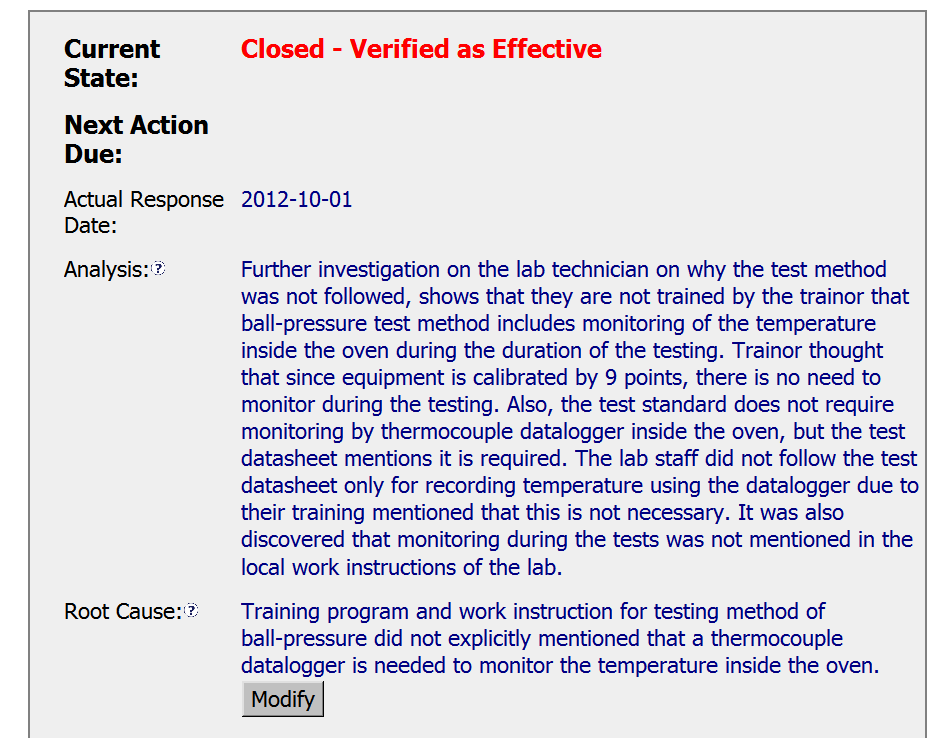 Current State: Closed - Verified as Effective
Next Action Due:
Actual Response Date: 2012-10-01
Analysis: Further investigation on the lab technician on why the test method
was not followed, shows that they are not trained by the trainor that
ball-pressure test method includes monitoring of the temperature
inside the oven during the duration of the testing. Trainor thought
that since equipment is calibrated by 9 points, there is no need to
monitor during the testing. Also, the test standard does not require
monitoring by thermocouple datalogger inside the oven, but the test
datasheet mentions it is required. The lab staff did not follow the test
datasheet only for recording temperature using the datalogger due to
their training mentioned that this is not necessary. It was also
discovered that monitoring during the tests was not mentioned in the
local work instructions of the lab.
Root Cause: Training program and work instruction for testing method of
ball-pressure did not explicitly mentioned that a thermocouple
datalogger is needed to monitor the temperature inside the oven.
Modify